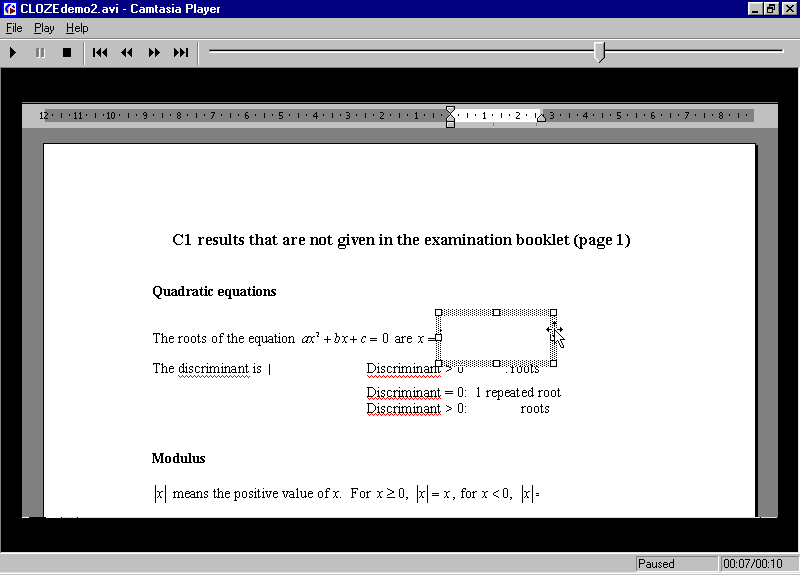 CLOZEdemo2.avi - Camtasia Player
File Play Help
12 11 10 9 8 7 6 5 4 3 2 1 1 2 3 4 5 6 7 8
C1 results that are not given in the examination booklet (page 1)
Quadratic equations
The roots of the equation ax² + bx + c = 0 are x =
The discriminant is Discriminant > 0 roots
Discriminant = 0: 1 repeated root
Discriminant > 0: roots
Modulus
|x| means the positive value of x. For x ≥ 0, |x| = x, for x < 0, |x| =
Paused 00:07/00:10